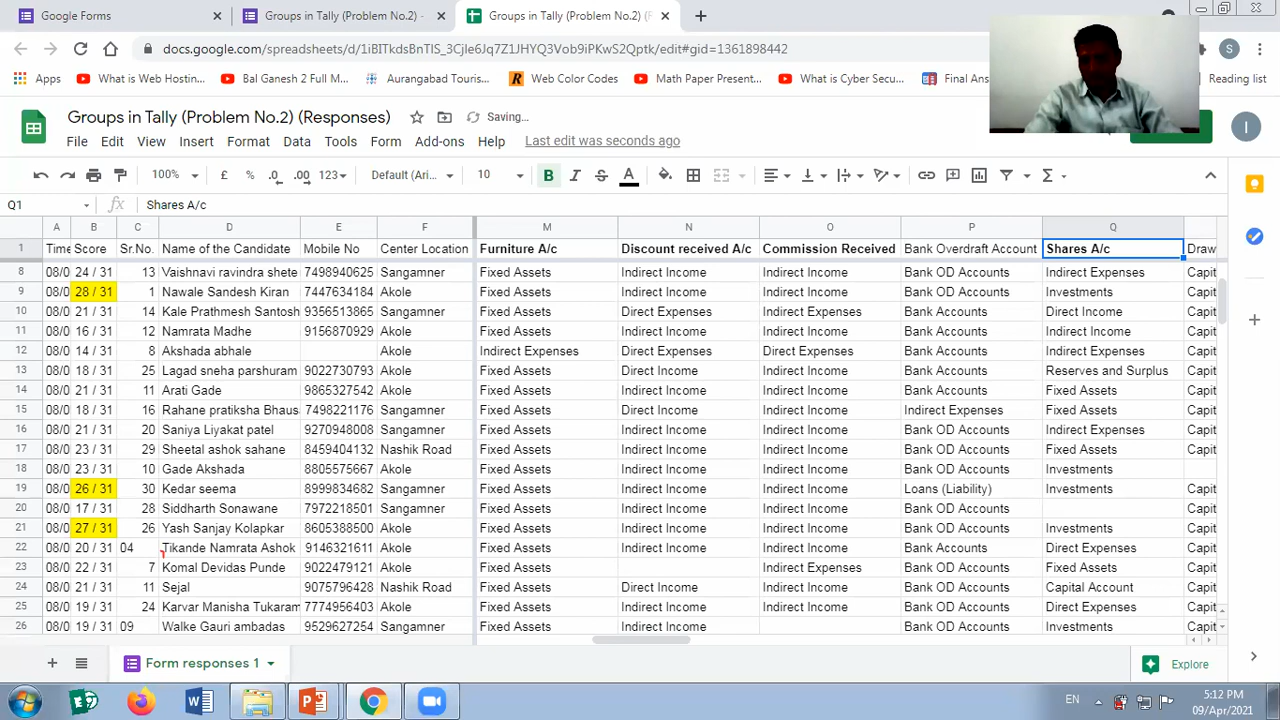 Google Forms
Groups in Tally (Problem No.2) -
Groups in Tally (Problem No.2) (
docs.google.com/spreadsheets/d/1iBITkdsBnTlS_3Cjle6Jq7Z1JHYQ3Vob9iPKwS2Qptk/edit#gid=1361898442
S
Apps What is Web Hostin... Bal Ganesh 2 Full M... Aurangabad Touris... Web Color Codes Math Paper Present... What is Cyber Secu... Final Ans Reading list
Groups in Tally (Problem No.2) (Responses) Saving... I
File Edit View Insert Format Data Tools Form Add-ons Help Last edit was seconds ago
100% £ % .0 .00 123 Default (Ari... 10 B I S A
Q1 fx Shares A/c
A B C D E F M N O P Q
1 Time Score Sr.No. Name of the Candidate Mobile No Center Location Furniture A/c Discount received A/c Commission Received Bank Overdraft Account Shares A/c Draw
8 08/0 24 / 31 13 Vaishnavi ravindra shete 7498940625 Sangamner Fixed Assets Indirect Income Indirect Income Bank OD Accounts Indirect Expenses Capit
9 08/0 28 / 31 1 Nawale Sandesh Kiran 7447634184 Akole Fixed Assets Indirect Income Indirect Income Bank OD Accounts Investments Capit
10 08/0 21 / 31 14 Kale Prathmesh Santosh 9356513865 Sangamner Fixed Assets Direct Expenses Indirect Expenses Bank Accounts Direct Income Capit
11 08/0 16 / 31 12 Namrata Madhe 9156870929 Akole Fixed Assets Indirect Income Indirect Income Bank Accounts Indirect Income Capit
12 08/0 14 / 31 8 Akshada abhale Akole Indirect Expenses Direct Expenses Direct Expenses Bank Accounts Indirect Expenses Capit
13 08/0 18 / 31 25 Lagad sneha parshuram 9022730793 Akole Fixed Assets Direct Income Indirect Income Bank Accounts Reserves and Surplus Capit
14 08/0 21 / 31 11 Arati Gade 9865327542 Akole Fixed Assets Indirect Income Indirect Income Bank Accounts Fixed Assets Capit
15 08/0 18 / 31 16 Rahane pratiksha Bhaus 7498221176 Sangamner Fixed Assets Direct Income Indirect Income Indirect Expenses Fixed Assets Capit
16 08/0 21 / 31 20 Saniya Liyakat patel 9270948008 Sangamner Fixed Assets Indirect Income Indirect Income Bank OD Accounts Indirect Expenses Capit
17 08/0 23 / 31 29 Sheetal ashok sahane 8459404132 Nashik Road Fixed Assets Indirect Income Indirect Income Bank OD Accounts Fixed Assets Capit
18 08/0 23 / 31 10 Gade Akshada 8805575667 Akole Fixed Assets Indirect Income Indirect Income Bank OD Accounts Investments
19 08/0 26 / 31 30 Kedar seema 8999834682 Sangamner Fixed Assets Indirect Income Indirect Income Loans (Liability) Investments Capit
20 08/0 17 / 31 28 Siddharth Sonawane 7972218501 Sangamner Fixed Assets Indirect Income Indirect Income Bank OD Accounts Capit
21 08/0 27 / 31 26 Yash Sanjay Kolapkar 8605388500 Akole Fixed Assets Indirect Income Indirect Income Bank OD Accounts Investments Capit
22 08/0 20 / 31 04 Tikande Namrata Ashok 9146321611 Akole Fixed Assets Indirect Income Indirect Income Bank Accounts Direct Expenses Capit
23 08/0 22 / 31 7 Komal Devidas Punde 9022479121 Akole Fixed Assets Indirect Expenses Bank OD Accounts Fixed Assets Capit
24 08/0 21 / 31 11 Sejal 9075796428 Nashik Road Fixed Assets Direct Income Indirect Income Bank OD Accounts Capital Account Capit
25 08/0 19 / 31 24 Karvar Manisha Tukaram 7774956403 Akole Fixed Assets Indirect Income Indirect Income Bank OD Accounts Direct Expenses Capit
26 08/0 19 / 31 09 Walke Gauri ambadas 9529627254 Sangamner Fixed Assets Indirect Income Bank OD Accounts Investments Capit
Form responses 1 Explore
EN 5:12 PM
09/Apr/2021